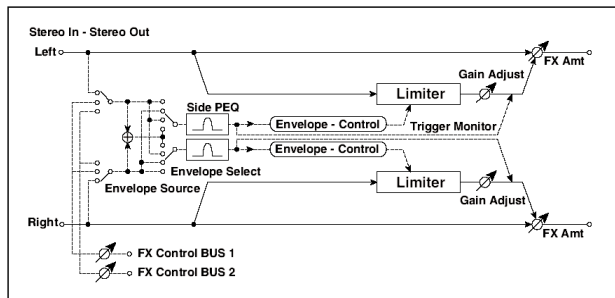 Stereo In - Stereo Out
Left
FX Amt
Gain Adjust
Limiter
Side PEQ
Envelope - Control
Trigger Monitor
Envelope - Control
Envelope Select
Envelope Source
Limiter
Gain Adjust
Right
FX Amt
FX Control BUS 1
FX Control BUS 2